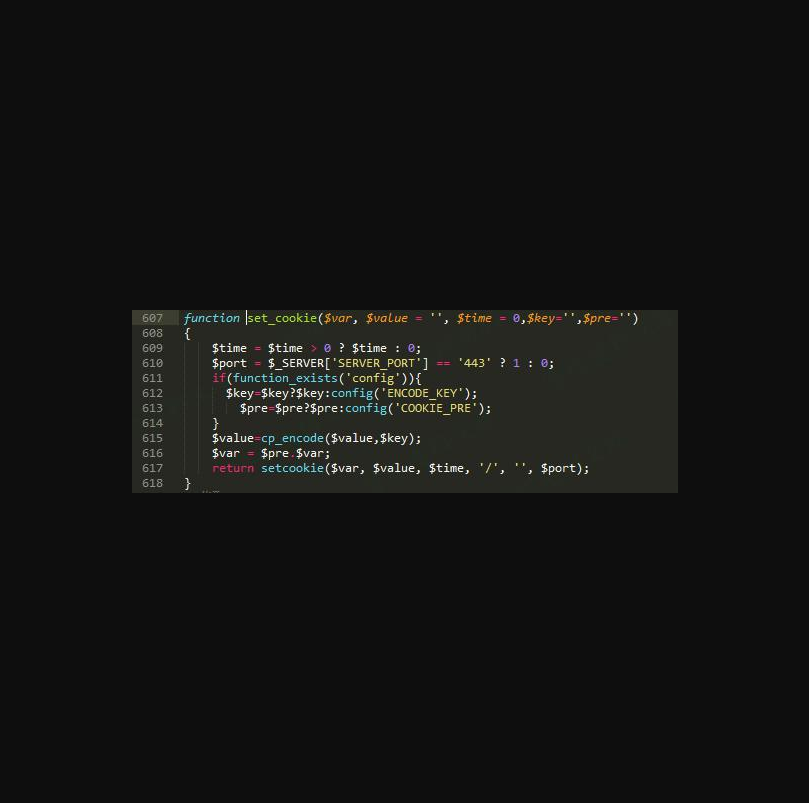 607 function set_cookie($var, $value = '', $time = 0,$key='',$pre='')
608 {
609 $time = $time > 0 ? $time : 0;
610 $port = $_SERVER['SERVER_PORT'] == '443' ? 1 : 0;
611 if(function_exists('config')){
612 $key=$key?$key:config('ENCODE_KEY');
613 $pre=$pre?$pre:config('COOKIE_PRE');
614 }
615 $value=cp_encode($value,$key);
616 $var = $pre.$var;
617 return setcookie($var, $value, $time, '/', '', $port);
618 }